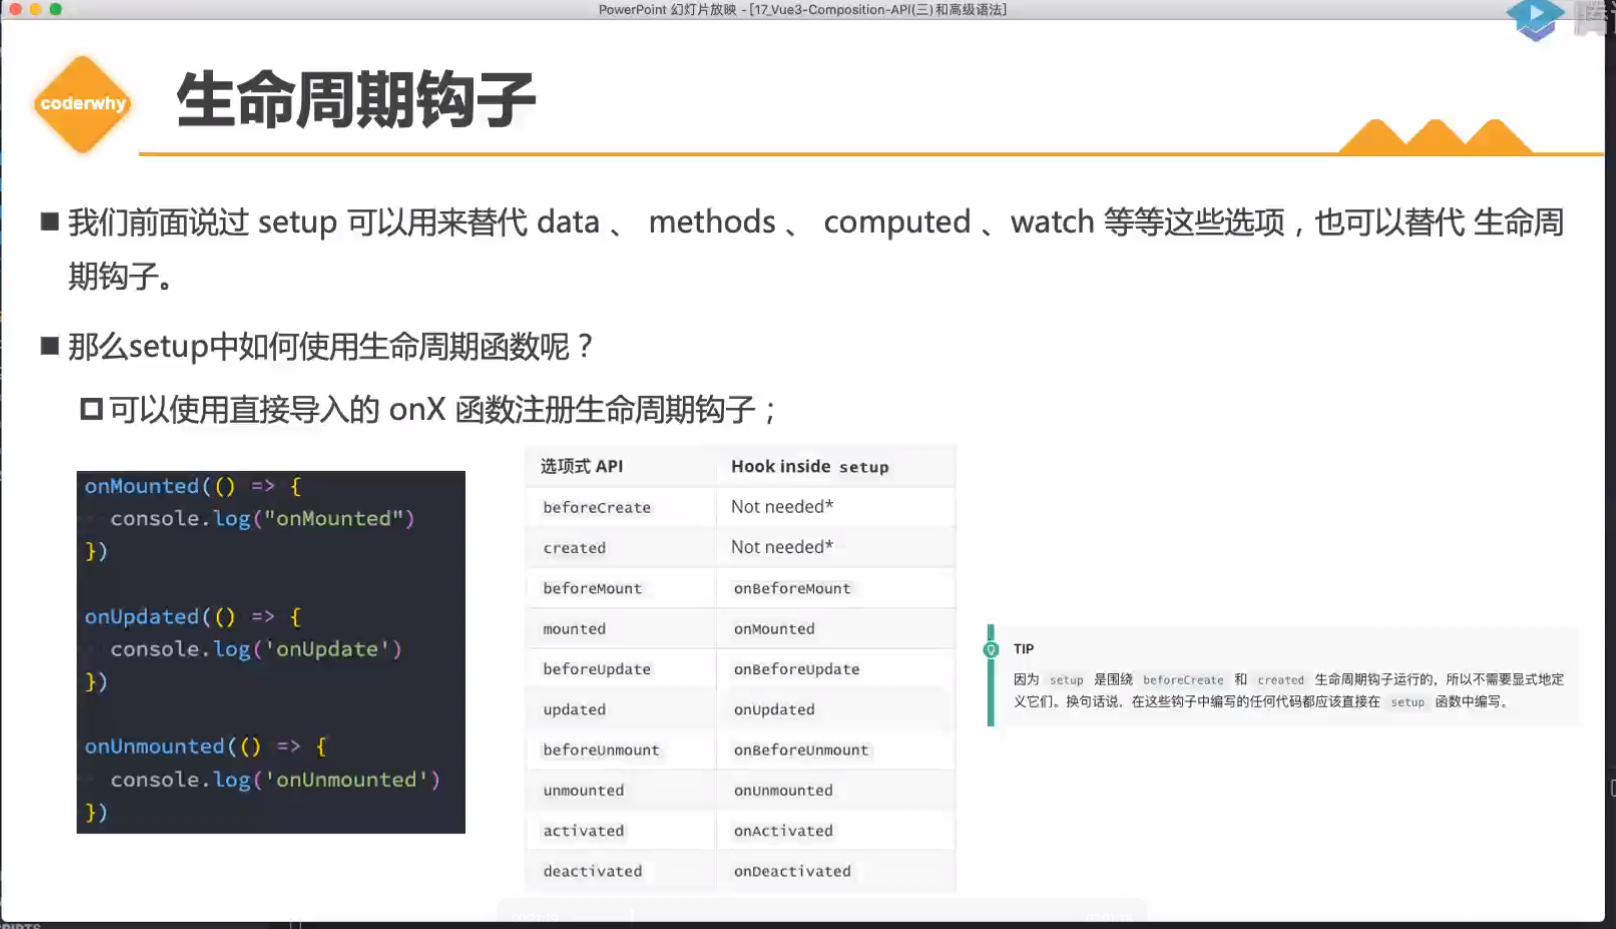 PowerPoint 幻灯片放映 - [17_Vue3-Composition-API(三)和高级语法]
coderwhy
生命周期钩子
我们前面说过 setup 可以用来替代 data 、 methods 、 computed 、watch 等等这些选项，也可以替代 生命周
期钩子。
那么setup中如何使用生命周期函数呢？
可以使用直接导入的 onX 函数注册生命周期钩子；
onMounted(() => {
console.log("onMounted")
})
onUpdated(() => {
console.log('onUpdate')
})
onUnmounted(() => {
console.log('onUnmounted')
})
选项式 API Hook inside setup
beforeCreate Not needed*
created Not needed*
beforeMount onBeforeMount
mounted onMounted
beforeUpdate onBeforeUpdate
updated onUpdated
beforeUnmount onBeforeUnmount
unmounted onUnmounted
activated onActivated
deactivated onDeactivated
TIP
因为 setup 是围绕 beforeCreate 和 created 生命周期钩子运行的，所以不需要显式地定
义它们。换句话说，在这些钩子中编写的任何代码都应该直接在 setup 函数中编写。